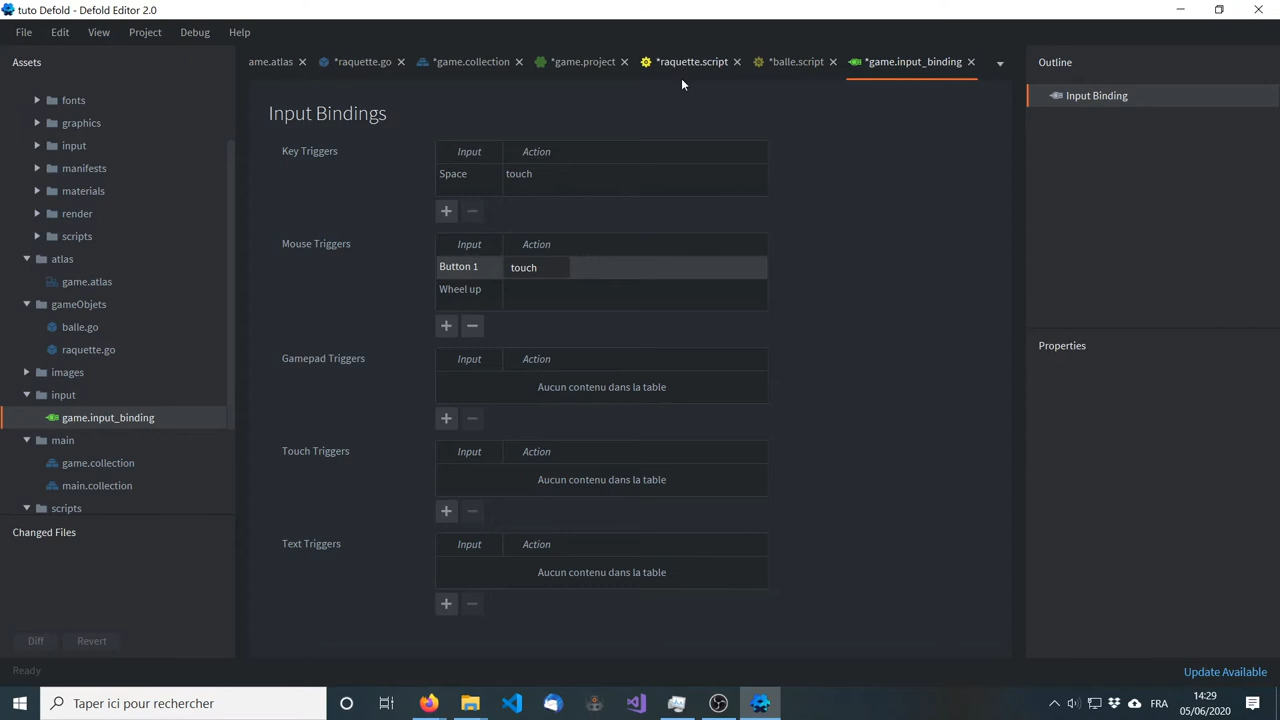 tuto Defold - Defold Editor 2.0
File Edit View Project Debug Help
Assets
ame.atlas *raquette.go *game.collection *game.project *raquette.script *balle.script *game.input_binding
Outline
Input Binding
fonts
graphics
input
manifests
materials
render
scripts
atlas
game.atlas
gameObjets
balle.go
raquette.go
images
input
game.input_binding
main
game.collection
main.collection
scripts
Input Bindings
Key Triggers
Input Action
Space touch
Mouse Triggers
Input Action
Button 1 touch
Wheel up
Gamepad Triggers
Input Action
Aucun contenu dans la table
Touch Triggers
Input Action
Aucun contenu dans la table
Text Triggers
Input Action
Aucun contenu dans la table
Properties
Changed Files
Diff Revert
Ready
Update Available
Taper ici pour rechercher
FRA
14:29
05/06/2020